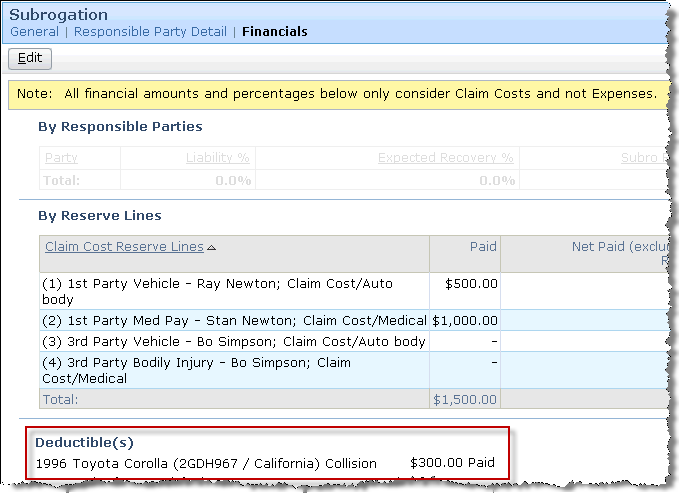 Subrogation
General | Responsible Party Detail | Financials
Edit
Note: All financial amounts and percentages below only consider Claim Costs and not Expenses.
By Responsible Parties
Party Liability % Expected Recovery % Subro
Total: 0.0% 0.0%
By Reserve Lines
Claim Cost Reserve Lines Paid Net Paid (exclu
R
(1) 1st Party Vehicle - Ray Newton; Claim Cost/Auto $500.00
body
(2) 1st Party Med Pay - Stan Newton; Claim Cost/Medical $1,000.00
(3) 3rd Party Vehicle - Bo Simpson; Claim Cost/Auto body -
(4) 3rd Party Bodily Injury - Bo Simpson; Claim -
Cost/Medical
Total: $1,500.00
Deductible(s)
1996 Toyota Corolla (2GDH967 / California) Collision $300.00 Paid